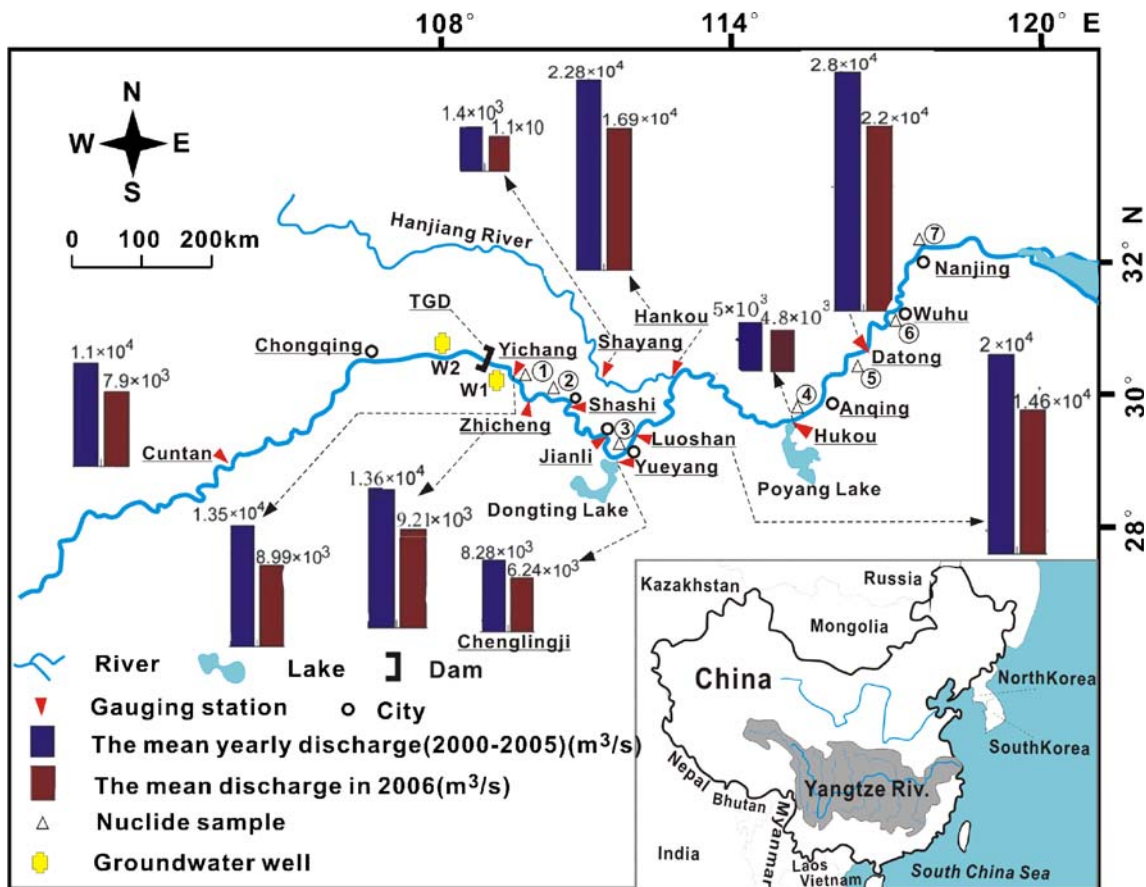 108° 114° 120° E
N
W E
S
0 100 200km
N
32°
30°
28°
1.4×10³
1.1×10
2.28×10⁴
1.69×10⁴
2.8×10⁴
2.2×10⁴
5×10³
4.8×10³
2×10⁴
1.46×10⁴
1.1×10⁴
7.9×10³
1.35×10⁴
8.99×10³
1.36×10⁴
9.21×10³
8.28×10³
6.24×10³
Chenglingji
Hanjiang River
TGD
Chongqing
W2
W1
Yichang
①
②
Shashi
Zhicheng
Cuntan
Jianli
③
Luoshan
Yueyang
Dongting Lake
Shayang
Hankou
④
Anqing
Hukou
Poyang Lake
⑤
Datong
⑥
Wuhu
⑦
Nanjing
River Lake Dam
Gauging station City
The mean yearly discharge(2000-2005)(m³/s)
The mean discharge in 2006(m³/s)
Nuclide sample
Groundwater well
Kazakhstan
Russia
Mongolia
China
NorthKorea
SouthKorea
Yangtze Riv.
Nepal
Bhutan
Myanmar
India
Laos
Vietnam
South China Sea